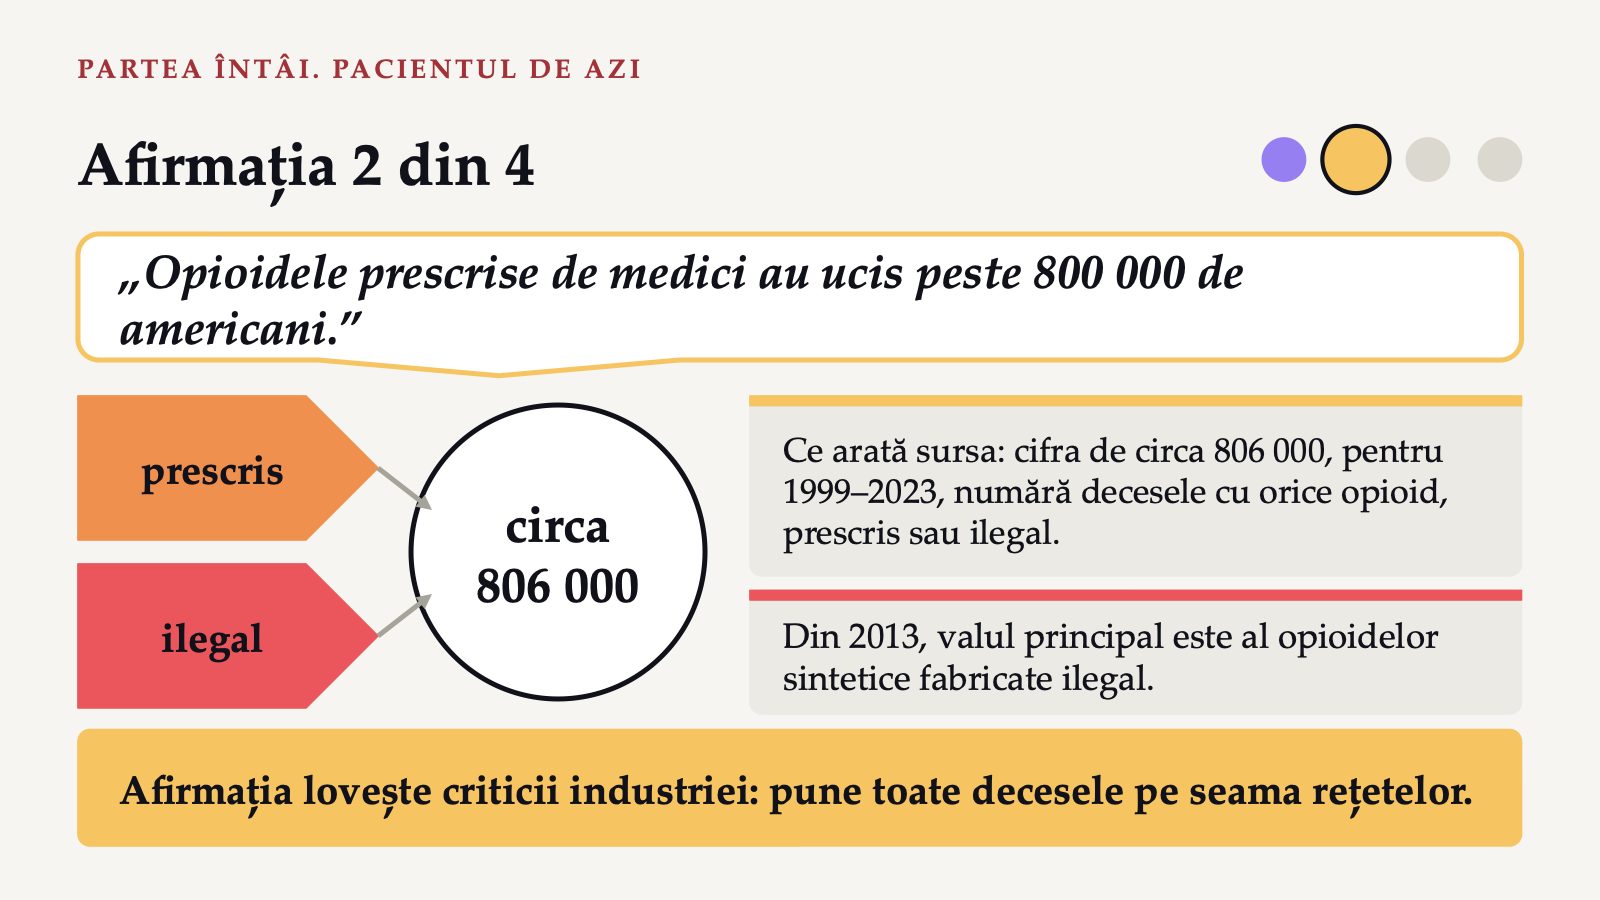 PARTEA ÎNTÂI. PACIENTUL DE AZI
Afirmația 2 din 4
„Opioidele prescrise de medici au ucis peste 800 000 de
americani.”
prescris
ilegal
circa
806 000
Ce arată sursa: cifra de circa 806 000, pentru
1999–2023, numără decesele cu orice opioid,
prescris sau ilegal.
Din 2013, valul principal este al opioidelor
sintetice fabricate ilegal.
Afirmația lovește criticii industriei: pune toate decesele pe seama rețetelor.